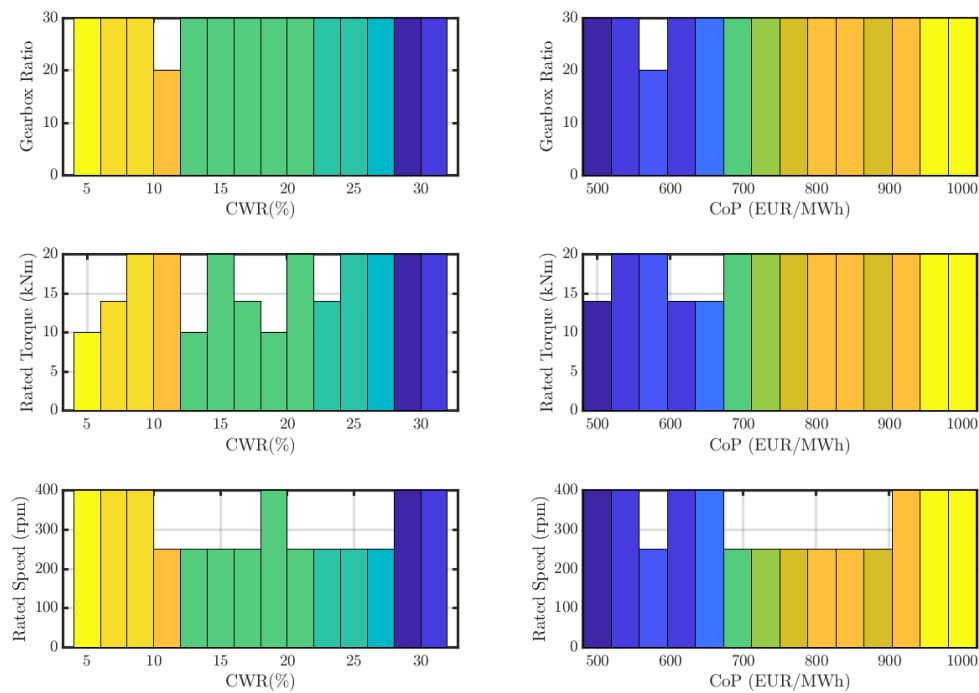 Gearbox Ratio
30
20
10
0
5 10 15 20 25 30
CWR(%)
Gearbox Ratio
30
20
10
0
500 600 700 800 900 1000
CoP (EUR/MWh)
Rated Torque (kNm)
20
15
10
5
0
5 10 15 20 25 30
CWR(%)
Rated Torque (kNm)
20
15
10
5
0
500 600 700 800 900 1000
CoP (EUR/MWh)
Rated Speed (rpm)
400
300
200
100
0
5 10 15 20 25 30
CWR(%)
Rated Speed (rpm)
400
300
200
100
0
500 600 700 800 900 1000
CoP (EUR/MWh)